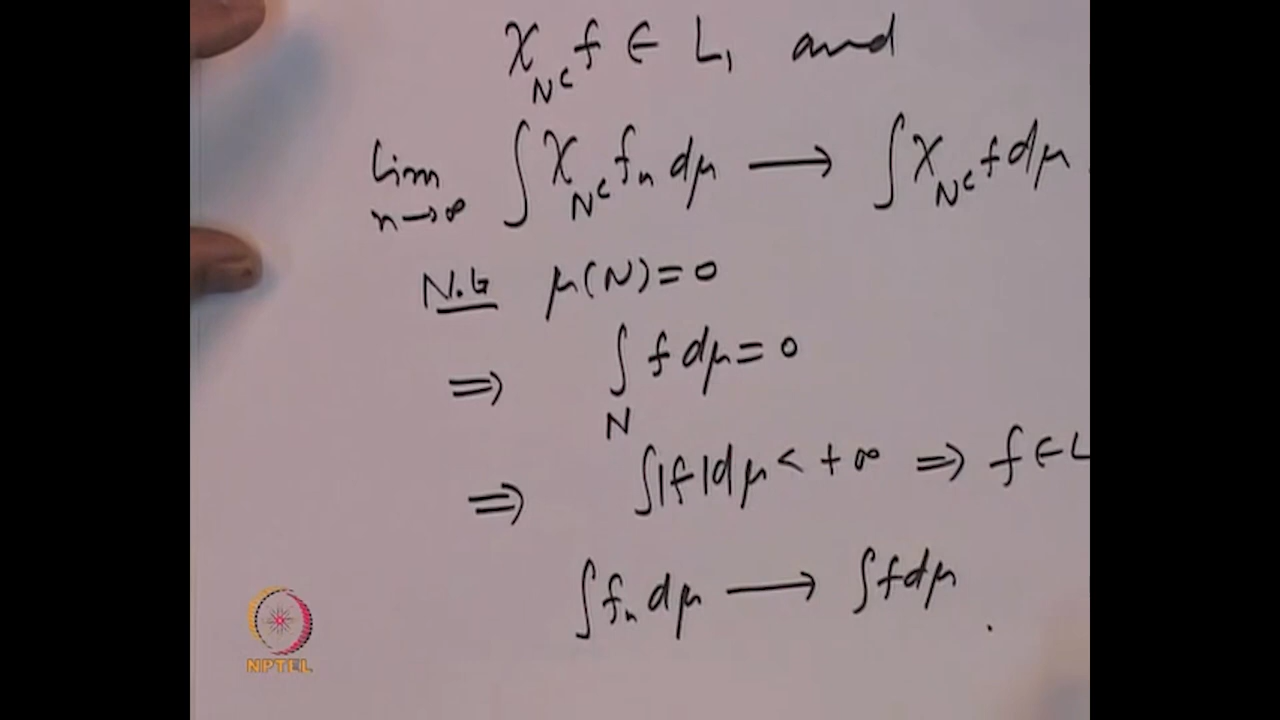 χ_{N^c} f ∈ L_1 and
lim_{n→∞} ∫ χ_{N^c} f_n dμ ⟶ ∫ χ_{N^c} f dμ.
N.G μ(N)=0
⇒ ∫_N f dμ = 0
⇒ ∫|f|dμ < +∞ ⇒ f ∈ L
∫ f_n dμ ⟶ ∫ f dμ.
NPTEL